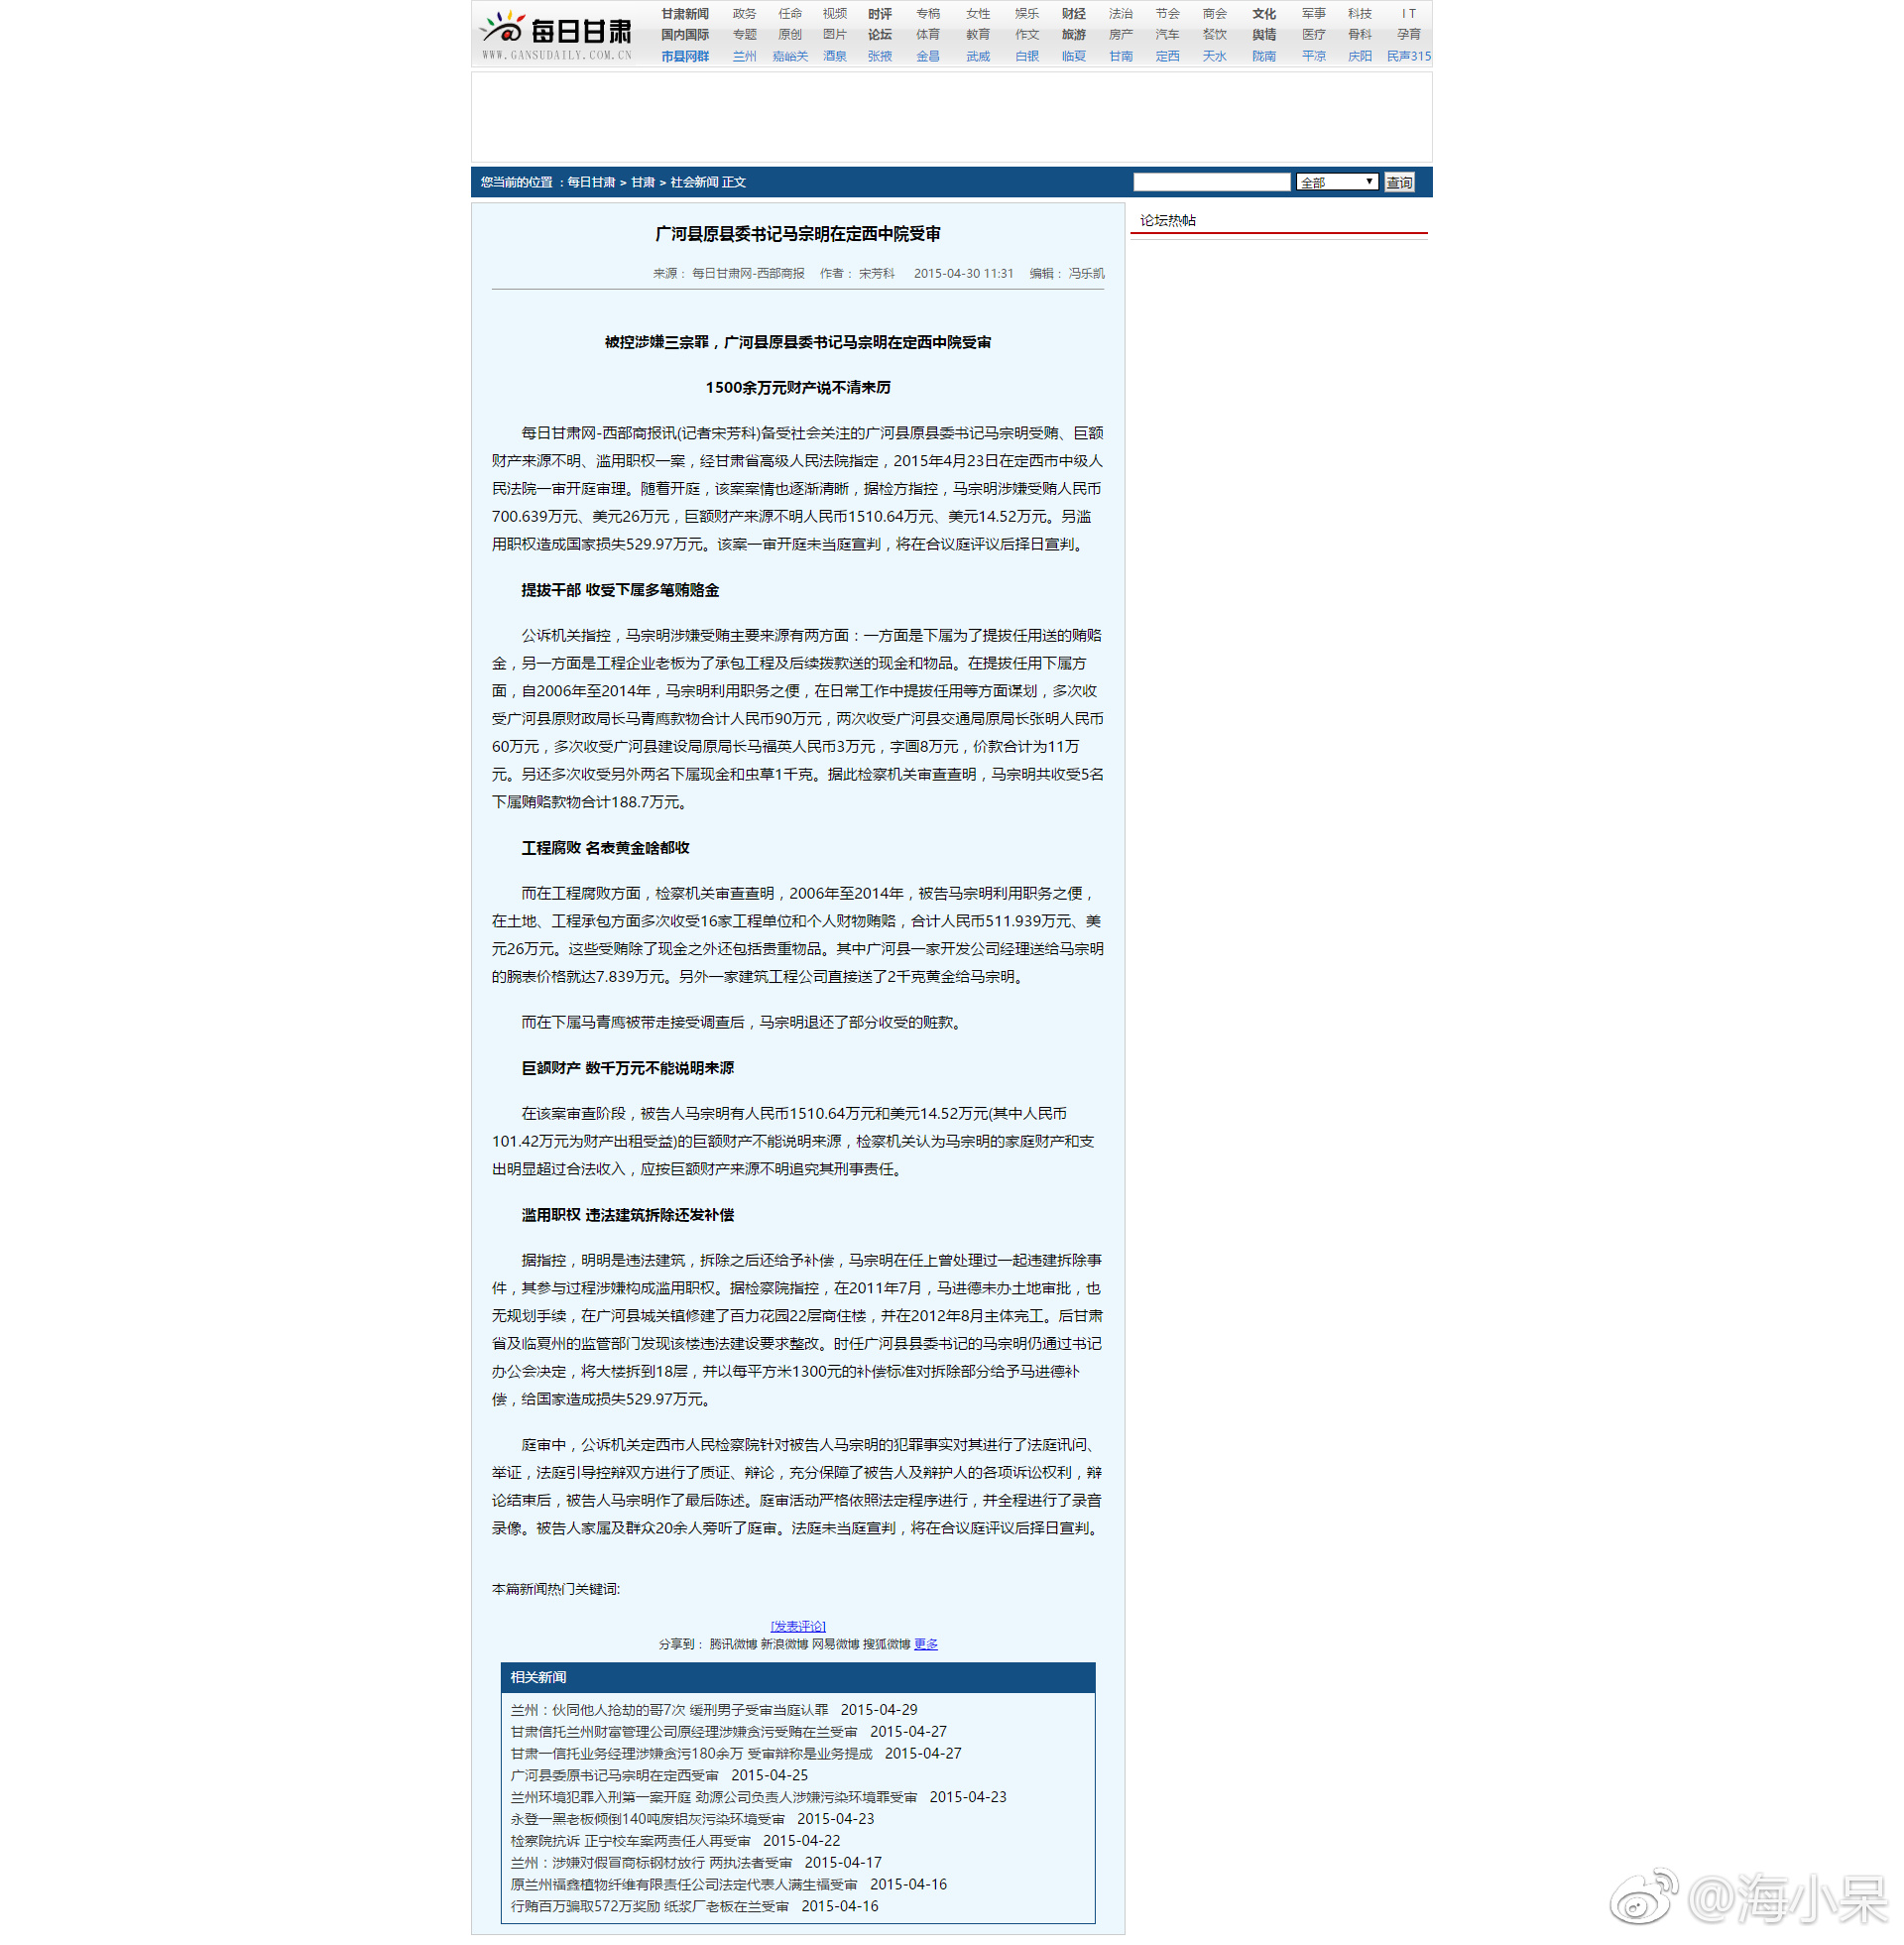 每日甘肃
WWW.GANSUDAILY.COM.CN
甘肃新闻 政务 任命 视频 时评 专稿 女性 娱乐 财经 法治 节会 商会 文化 军事 科技 I T
国内国际 专题 原创 图片 论坛 体育 教育 作文 旅游 房产 汽车 餐饮 舆情 医疗 骨科 孕育
市县网群 兰州 嘉峪关 酒泉 张掖 金昌 武威 白银 临夏 甘南 定西 天水 陇南 平凉 庆阳 民声315
您当前的位置 ：每日甘肃 > 甘肃 > 社会新闻 正文
全部 查询
论坛热帖
广河县原县委书记马宗明在定西中院受审
来源： 每日甘肃网-西部商报 作者： 宋芳科 2015-04-30 11:31 编辑： 冯乐凯
被控涉嫌三宗罪，广河县原县委书记马宗明在定西中院受审
1500余万元财产说不清来历
每日甘肃网-西部商报讯(记者宋芳科)备受社会关注的广河县原县委书记马宗明受贿、巨额
财产来源不明、滥用职权一案，经甘肃省高级人民法院指定，2015年4月23日在定西市中级人
民法院一审开庭审理。随着开庭，该案案情也逐渐清晰，据检方指控，马宗明涉嫌受贿人民币
700.639万元、美元26万元，巨额财产来源不明人民币1510.64万元、美元14.52万元。另滥
用职权造成国家损失529.97万元。该案一审开庭未当庭宣判，将在合议庭评议后择日宣判。
提拔干部 收受下属多笔贿赂金
公诉机关指控，马宗明涉嫌受贿主要来源有两方面：一方面是下属为了提拔任用送的贿赂
金，另一方面是工程企业老板为了承包工程及后续拨款送的现金和物品。在提拔任用下属方
面，自2006年至2014年，马宗明利用职务之便，在日常工作中提拔任用等方面谋划，多次收
受广河县原财政局长马青鹰款物合计人民币90万元，两次收受广河县交通局原局长张明人民币
60万元，多次收受广河县建设局原局长马福英人民币3万元，字画8万元，价款合计为11万
元。另还多次收受另外两名下属现金和虫草1千克。据此检察机关审查查明，马宗明共收受5名
下属贿赂款物合计188.7万元。
工程腐败 名表黄金啥都收
而在工程腐败方面，检察机关审查查明，2006年至2014年，被告马宗明利用职务之便，
在土地、工程承包方面多次收受16家工程单位和个人财物贿赂，合计人民币511.939万元、美
元26万元。这些受贿除了现金之外还包括贵重物品。其中广河县一家开发公司经理送给马宗明
的腕表价格就达7.839万元。另外一家建筑工程公司直接送了2千克黄金给马宗明。
而在下属马青鹰被带走接受调查后，马宗明退还了部分收受的赃款。
巨额财产 数千万元不能说明来源
在该案审查阶段，被告人马宗明有人民币1510.64万元和美元14.52万元(其中人民币
101.42万元为财产出租受益)的巨额财产不能说明来源，检察机关认为马宗明的家庭财产和支
出明显超过合法收入，应按巨额财产来源不明追究其刑事责任。
滥用职权 违法建筑拆除还发补偿
据指控，明明是违法建筑，拆除之后还给予补偿，马宗明在任上曾处理过一起违建拆除事
件，其参与过程涉嫌构成滥用职权。据检察院指控，在2011年7月，马进德未办土地审批，也
无规划手续，在广河县城关镇修建了百力花园22层商住楼，并在2012年8月主体完工。后甘肃
省及临夏州的监管部门发现该楼违法建设要求整改。时任广河县县委书记的马宗明仍通过书记
办公会决定，将大楼拆到18层，并以每平方米1300元的补偿标准对拆除部分给予马进德补
偿，给国家造成损失529.97万元。
庭审中，公诉机关定西市人民检察院针对被告人马宗明的犯罪事实对其进行了法庭讯问、
举证，法庭引导控辩双方进行了质证、辩论，充分保障了被告人及辩护人的各项诉讼权利，辩
论结束后，被告人马宗明作了最后陈述。庭审活动严格依照法定程序进行，并全程进行了录音
录像。被告人家属及群众20余人旁听了庭审。法庭未当庭宣判，将在合议庭评议后择日宣判。
本篇新闻热门关键词:
[发表评论]
分享到： 腾讯微博 新浪微博 网易微博 搜狐微博 更多
相关新闻
兰州：伙同他人抢劫的哥7次 缓刑男子受审当庭认罪 2015-04-29
甘肃信托兰州财富管理公司原经理涉嫌贪污受贿在兰受审 2015-04-27
甘肃一信托业务经理涉嫌贪污180余万 受审辩称是业务提成 2015-04-27
广河县委原书记马宗明在定西受审 2015-04-25
兰州环境犯罪入刑第一案开庭 劲源公司负责人涉嫌污染环境罪受审 2015-04-23
永登一黑老板倾倒140吨废铝灰污染环境受审 2015-04-23
检察院抗诉 正宁校车案两责任人再受审 2015-04-22
兰州：涉嫌对假冒商标钢材放行 两执法者受审 2015-04-17
原兰州福鑫植物纤维有限责任公司法定代表人满生福受审 2015-04-16
行贿百万骗取572万奖励 纸浆厂老板在兰受审 2015-04-16
@海小呆